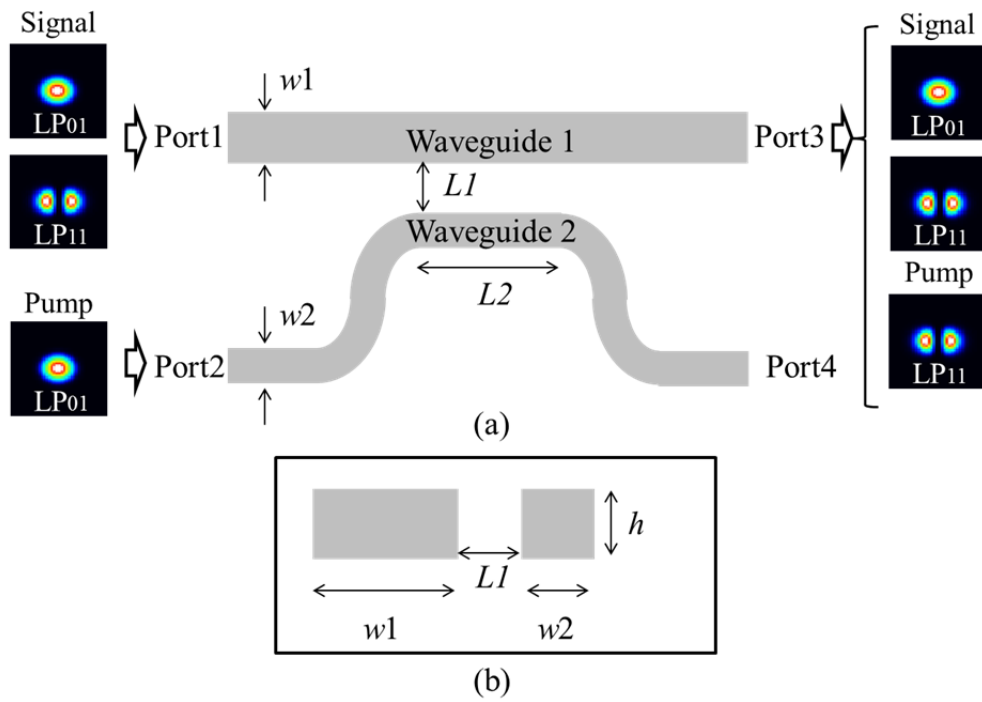 Signal
LP01
LP11
Pump
LP01
Port1
Port2
w1
Waveguide 1
L1
Waveguide 2
L2
w2
Port3
Port4
Signal
LP01
LP11
Pump
LP11
(a)
h
L1
w1
w2
(b)